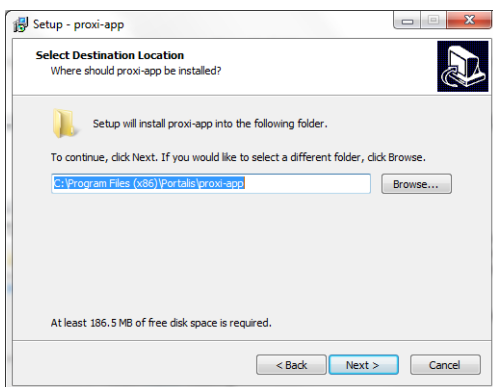 Setup - proxi-app
Select Destination Location
Where should proxi-app be installed?
Setup will install proxi-app into the following folder.
To continue, click Next. If you would like to select a different folder, click Browse.
C:\Program Files (x86)\Portalis\proxi-app
Browse...
At least 186.5 MB of free disk space is required.
< Back
Next >
Cancel